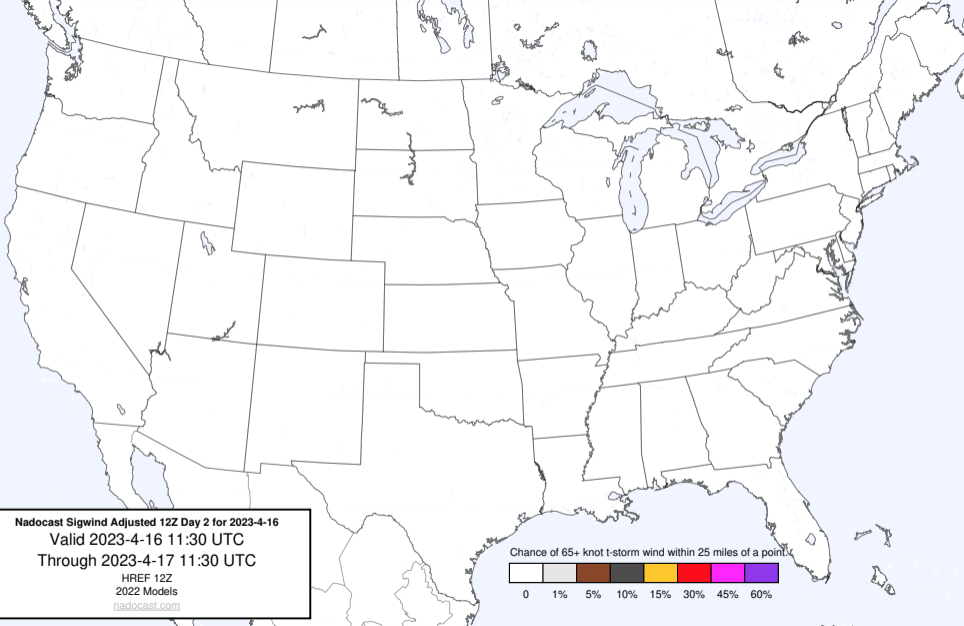 Nadocast Sigwind Adjusted 12Z Day 2 for 2023-4-16
Valid 2023-4-16 11:30 UTC
Through 2023-4-17 11:30 UTC
HREF 12Z
2022 Models
nadocast.com
Chance of 65+ knot t-storm wind within 25 miles of a point.
0 1% 5% 10% 15% 30% 45% 60%